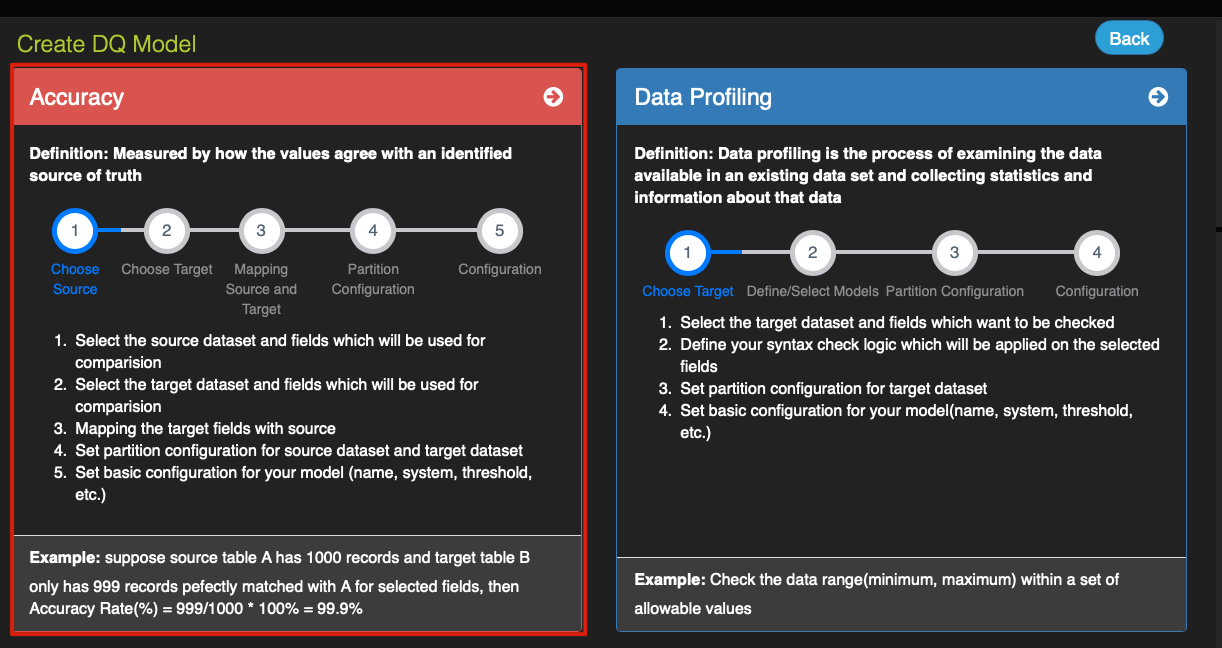 Create DQ Model
Back
Accuracy
Definition: Measured by how the values agree with an identified
source of truth
1
2
3
4
5
Choose
Source
Choose Target
Mapping
Source and
Target
Partition
Configuration
Configuration
1. Select the source dataset and fields which will be used for
comparision
2. Select the target dataset and fields which will be used for
comparision
3. Mapping the target fields with source
4. Set partition configuration for source dataset and target dataset
5. Set basic configuration for your model (name, system, threshold,
etc.)
Example: suppose source table A has 1000 records and target table B
only has 999 records pefectly matched with A for selected fields, then
Accuracy Rate(%) = 999/1000 * 100% = 99.9%
Data Profiling
Definition: Data profiling is the process of examining the data
available in an existing data set and collecting statistics and
information about that data
1
2
3
4
Choose Target
Define/Select Models
Partition Configuration
Configuration
1. Select the target dataset and fields which want to be checked
2. Define your syntax check logic which will be applied on the selected
fields
3. Set partition configuration for target dataset
4. Set basic configuration for your model(name, system, threshold,
etc.)
Example: Check the data range(minimum, maximum) within a set of
allowable values